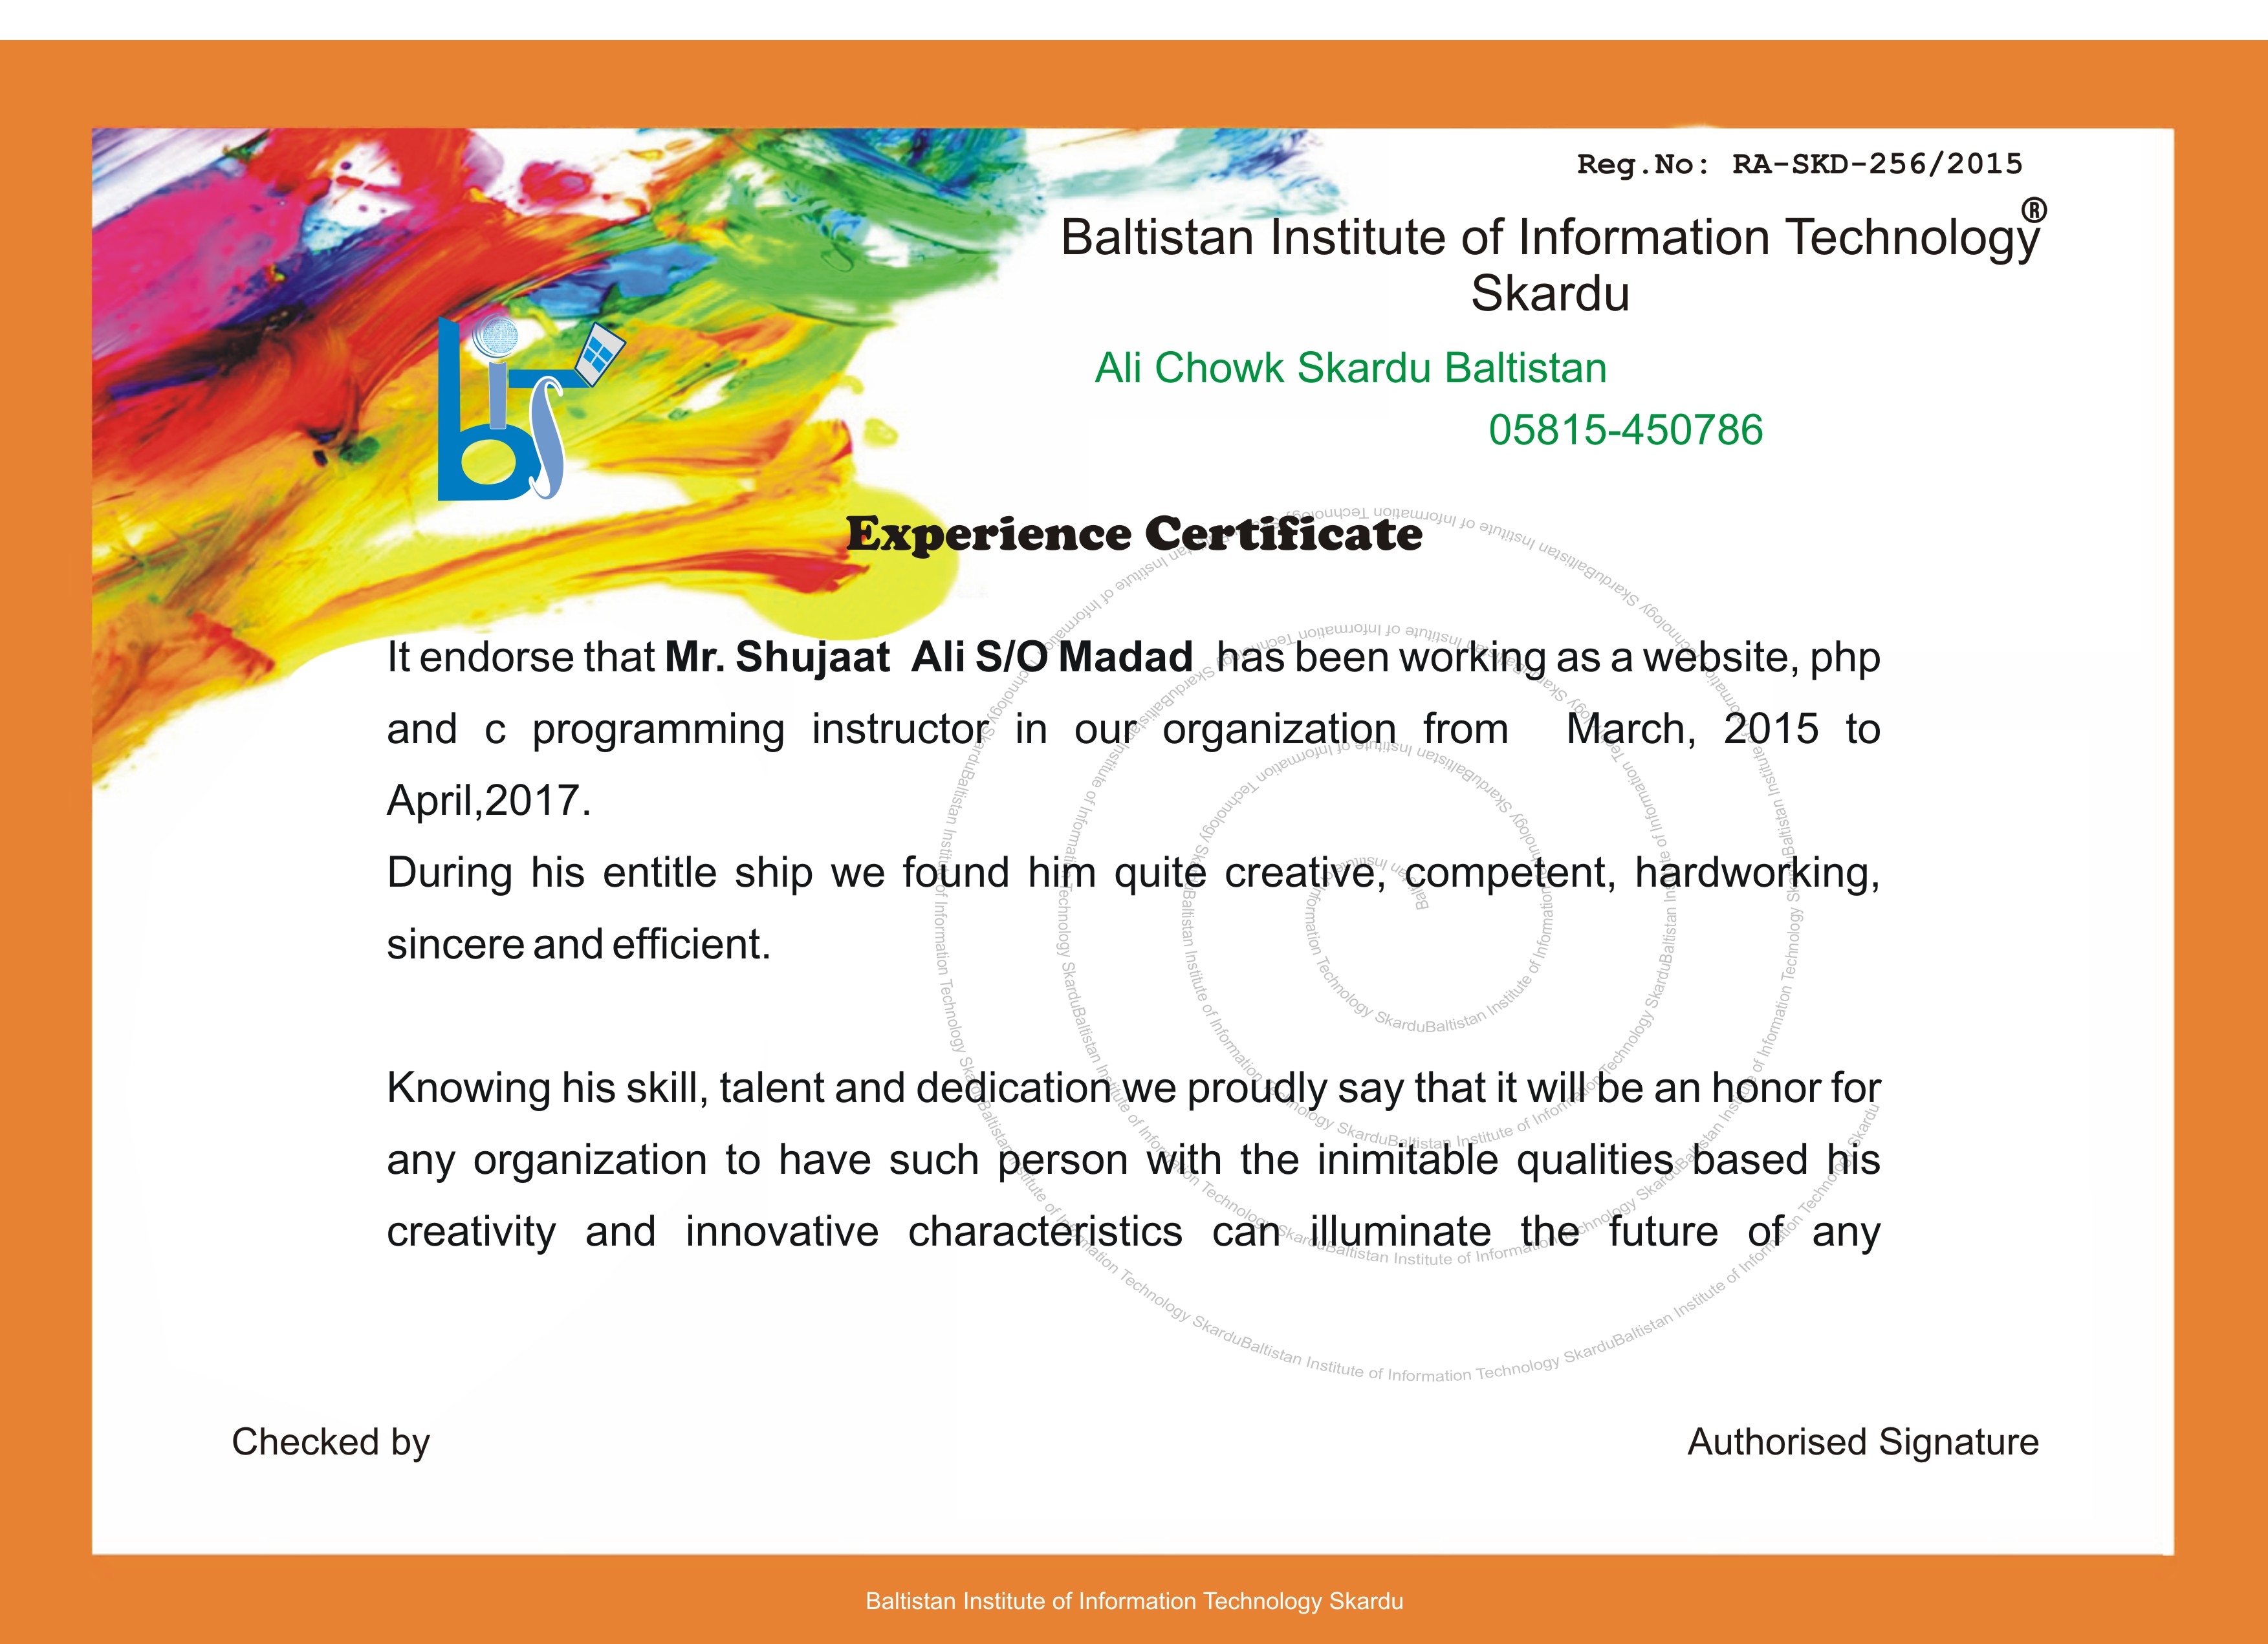 Reg.No: RA-SKD-256/2015
Baltistan Institute of Information Technology®
Skardu
Ali Chowk Skardu Baltistan
05815-450786
bits
Experience Certificate
It endorse that Mr. Shujaat Ali S/O Madad has been working as a website, php
and c programming instructor in our organization from March, 2015 to
April,2017.
During his entitle ship we found him quite creative, competent, hardworking,
sincere and efficient.
Knowing his skill, talent and dedication we proudly say that it will be an honor for
any organization to have such person with the inimitable qualities based his
creativity and innovative characteristics can illuminate the future of any
Checked by
Authorised Signature
Baltistan Institute of Information Technology Skardu